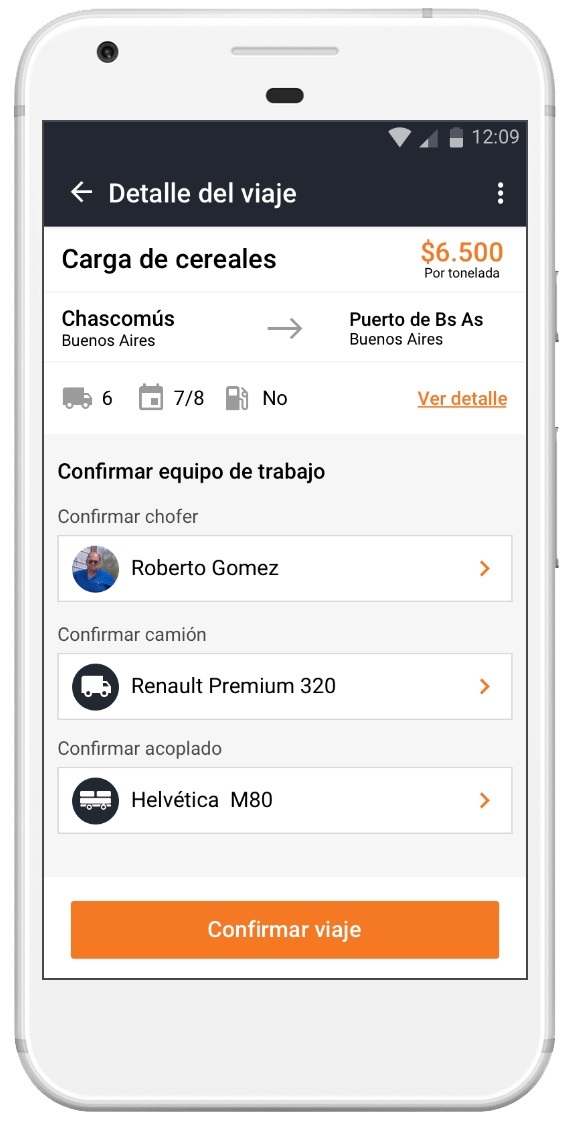 12:09
Detalle del viaje
Carga de cereales
$6.500
Por tonelada
Chascomús
Buenos Aires
Puerto de Bs As
Buenos Aires
6 7/8 No Ver detalle
Confirmar equipo de trabajo
Confirmar chofer
Roberto Gomez
Confirmar camión
Renault Premium 320
Confirmar acoplado
Helvética M80
Confirmar viaje